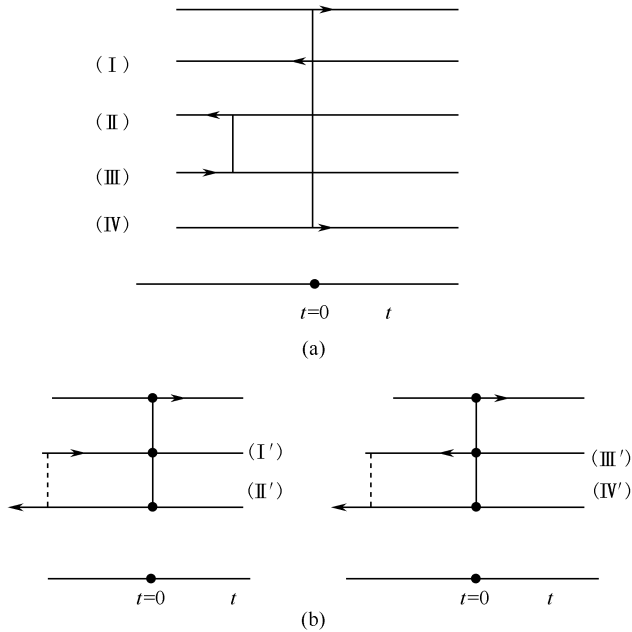 (Ⅰ)
(Ⅱ)
(Ⅲ)
(Ⅳ)
t=0 t
(a)
(Ⅰ′)
(Ⅱ′)
t=0 t
(Ⅲ′)
(Ⅳ′)
t=0 t
(b)